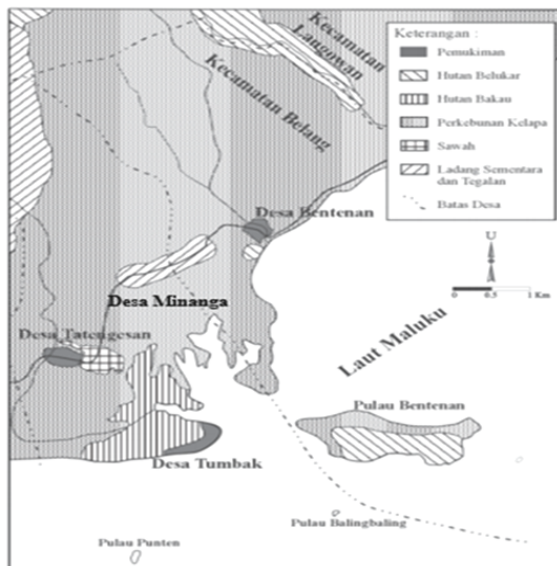 Kecamatan
Langowan
Kecamatan Belang
Keterangan :
Pemukiman
Hutan Belukar
Hutan Bakau
Perkebunan Kelapa
Sawah
Ladang Sementara
dan Tegalan
Batas Desa
U
0 0.5 1 Km
Desa Bentenan
Desa Minanga
Desa Tatengesan
Laut Maluku
Pulau Bentenan
Desa Tumbak
Pulau Balingbaling
Pulau Punten